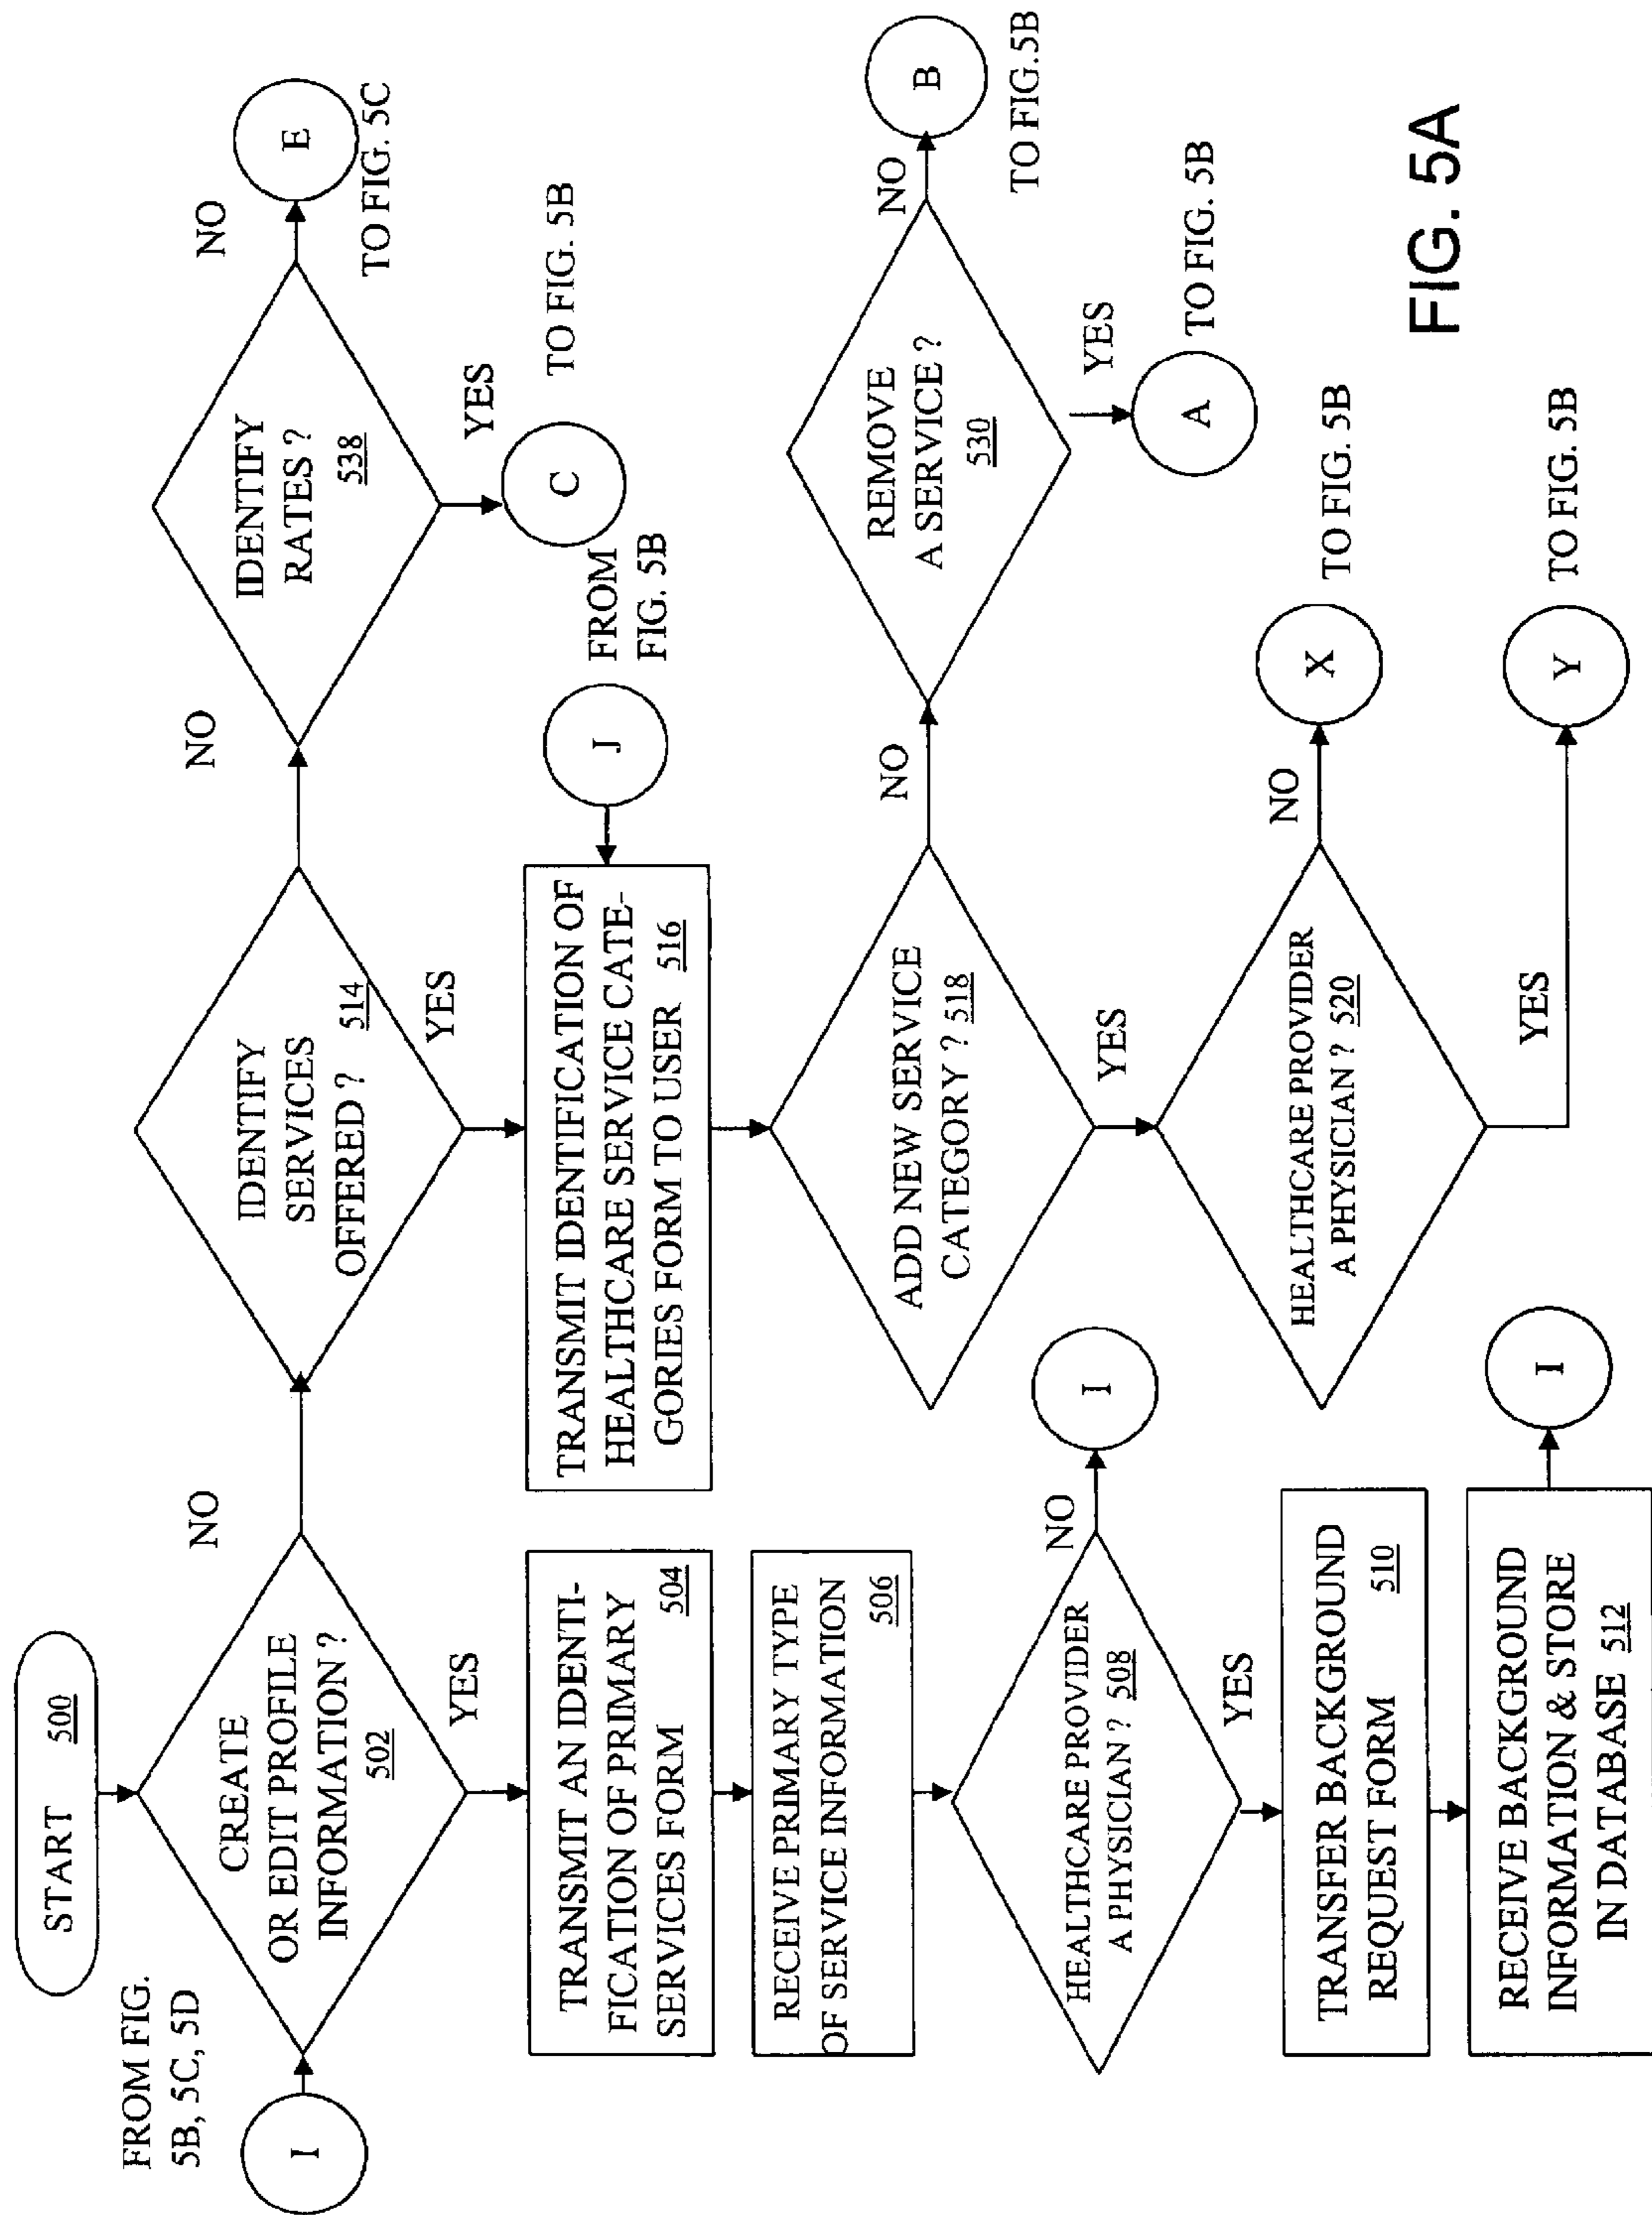 START 500
FROM FIG.
5B, 5C, 5D
I
CREATE
OR EDIT PROFILE
INFORMATION ?
502
NO
YES
IDENTIFY
SERVICES
OFFERED ? 514
NO
YES
IDENTIFY
RATES ?
538
NO
E
TO FIG. 5C
YES
C
TO FIG. 5B
TRANSMIT AN IDENTI-
FICATION OF PRIMARY
SERVICES FORM 504
TRANSMIT IDENTIFICATION OF
HEALTHCARE SERVICE CATE-
GORIES FORM TO USER 516
J
FROM
FIG. 5B
RECEIVE PRIMARY TYPE
OF SERVICE INFORMATION
506
ADD NEW SERVICE
CATEGORY ? 518
NO
YES
REMOVE
A SERVICE ?
530
NO
B
TO FIG.5B
YES
A
TO FIG. 5B
HEALTHCARE PROVIDER
A PHYSICIAN ? 508
NO
I
YES
HEALTHCARE PROVIDER
A PHYSICIAN ? 520
NO
X
TO FIG. 5B
YES
Y
TO FIG. 5B
TRANSFER BACKGROUND
REQUEST FORM 510
RECEIVE BACKGROUND
INFORMATION & STORE
IN DATABASE 512
I
FIG. 5A